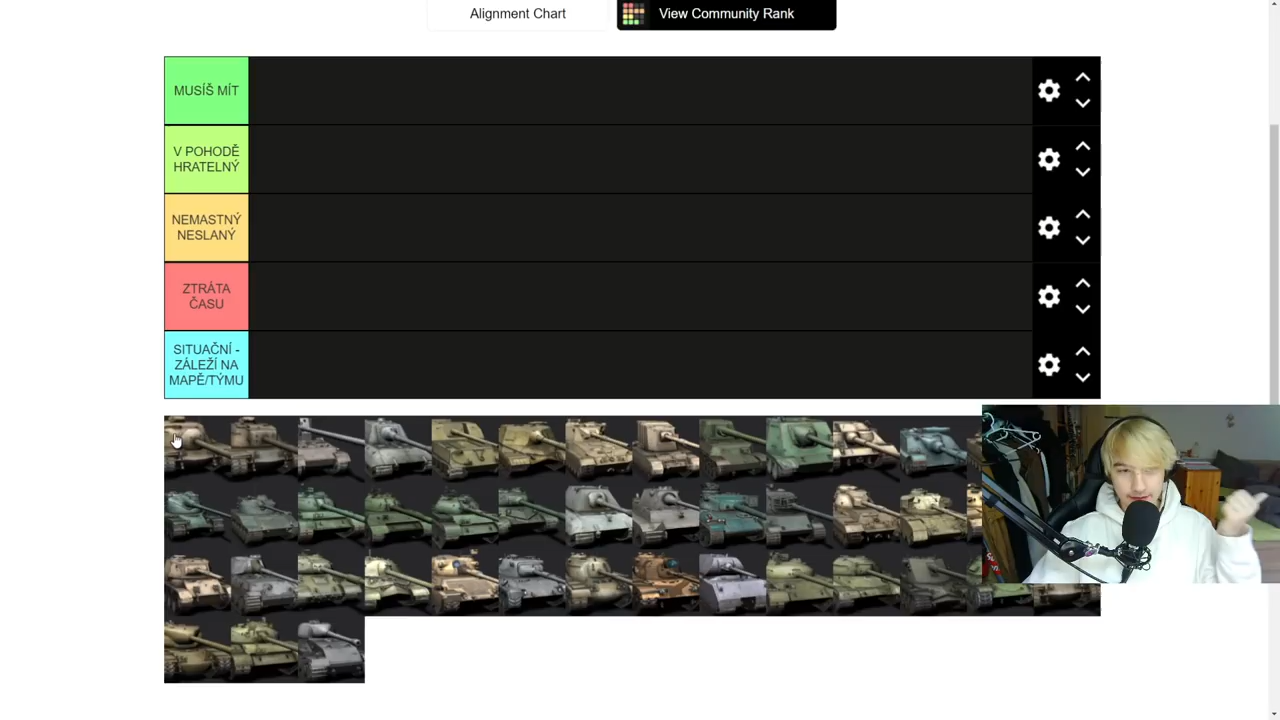 Alignment Chart
View Community Rank
MUSÍŠ MÍT
V POHODĚ
HRATELNÝ
NEMASTNÝ
NESLANÝ
ZTRÁTA
ČASU
SITUAČNÍ -
ZÁLEŽÍ NA
MAPĚ/TÝMU